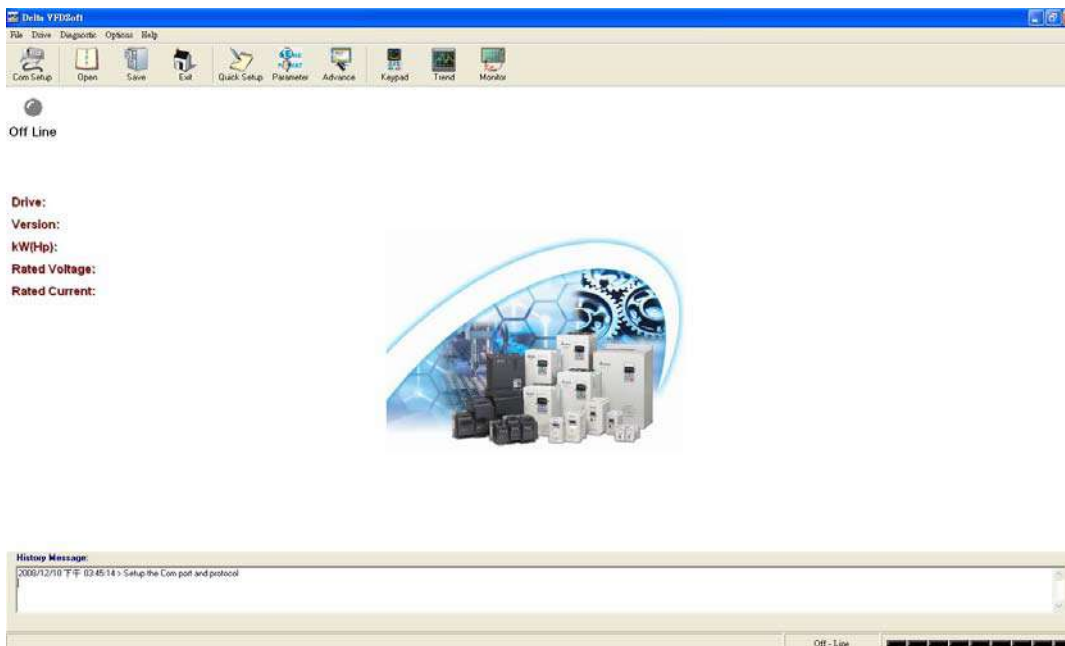 Delta VFDSoft
File Drive Diagnostic Options Help
Com Setup Open Save Exit Quick Setup Parameter Advance Keypad Trend Monitor
Off Line
Drive:
Version:
kW(Hp):
Rated Voltage:
Rated Current:
History Message:
2008/12/10 下午 03:45:14 > Setup the Com port and protocol
Off - Line